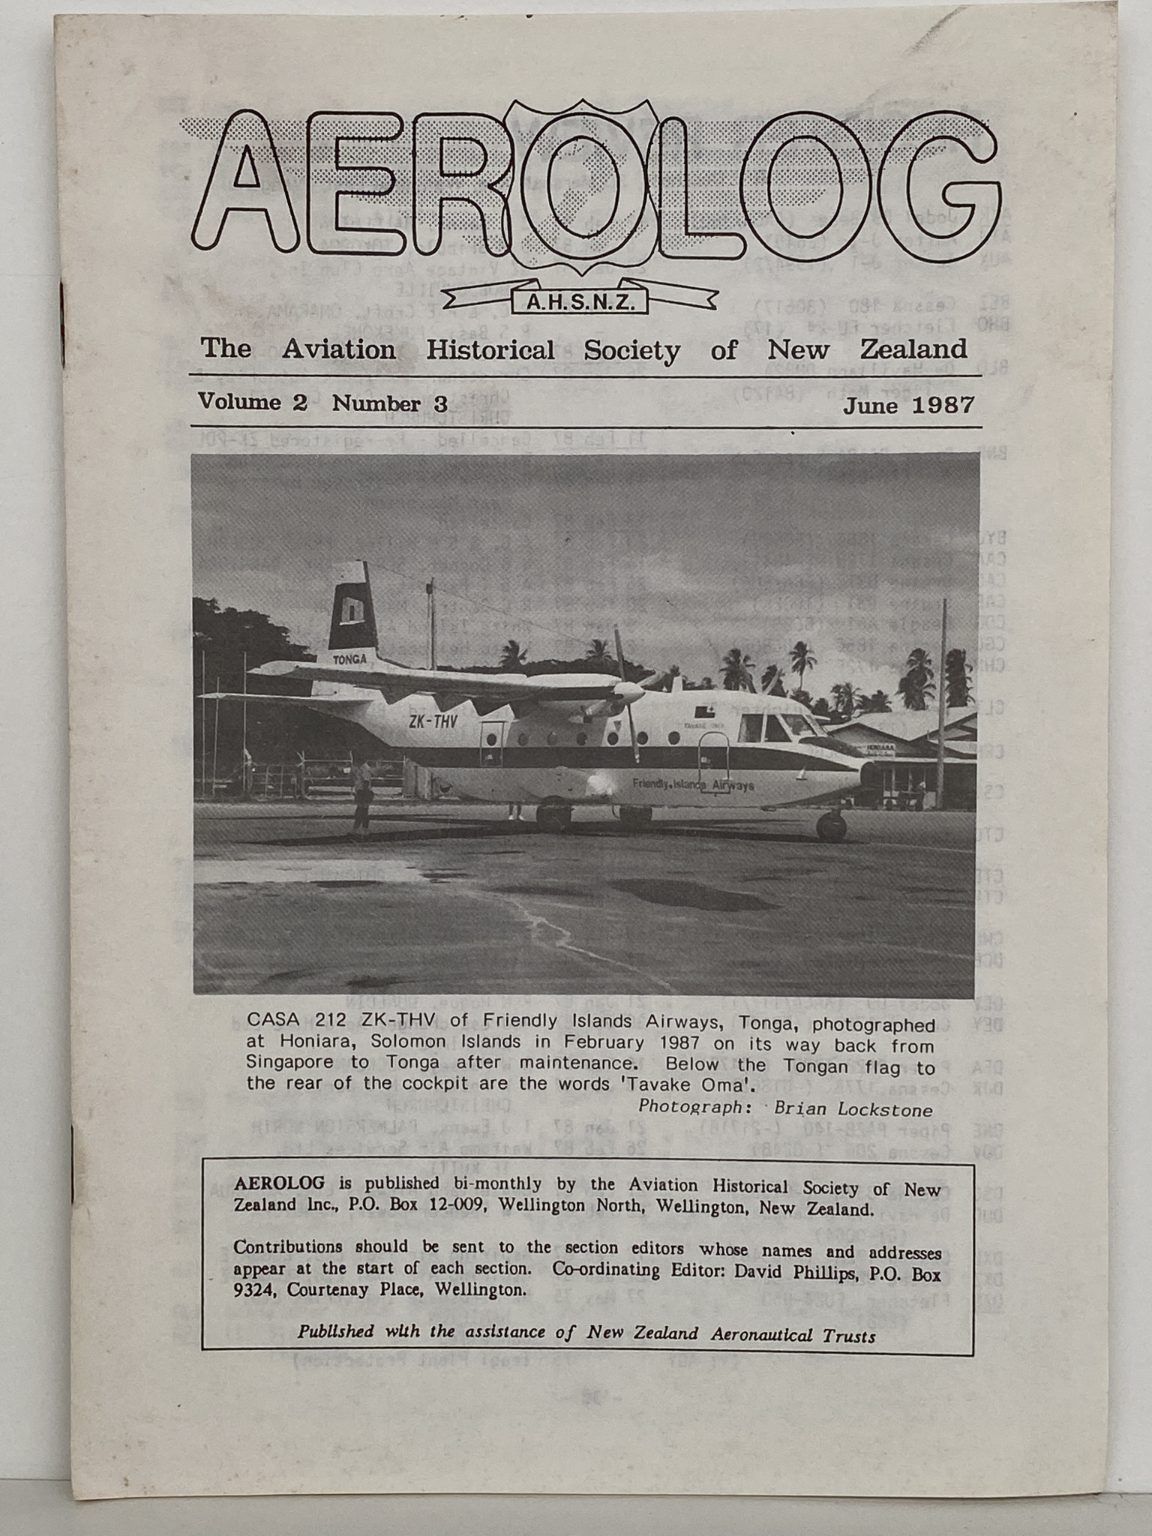 AEROLOG
A.H.S.N.Z.
The Aviation Historical Society of New Zealand
Volume 2 Number 3
June 1987
TONGA
ZK-THV
Friendly Islands Airways
CASA 212 ZK-THV of Friendly Islands Airways, Tonga, photographed
at Honiara, Solomon Islands in February 1987 on its way back from
Singapore to Tonga after maintenance. Below the Tongan flag to
the rear of the cockpit are the words 'Tavake Oma'.
Photograph: Brian Lockstone
AEROLOG is published bi-monthly by the Aviation Historical Society of New
Zealand Inc., P.O. Box 12-009, Wellington North, Wellington, New Zealand.
Contributions should be sent to the section editors whose names and addresses
appear at the start of each section. Co-ordinating Editor: David Phillips, P.O. Box
9324, Courtenay Place, Wellington.
Published with the assistance of New Zealand Aeronautical Trusts